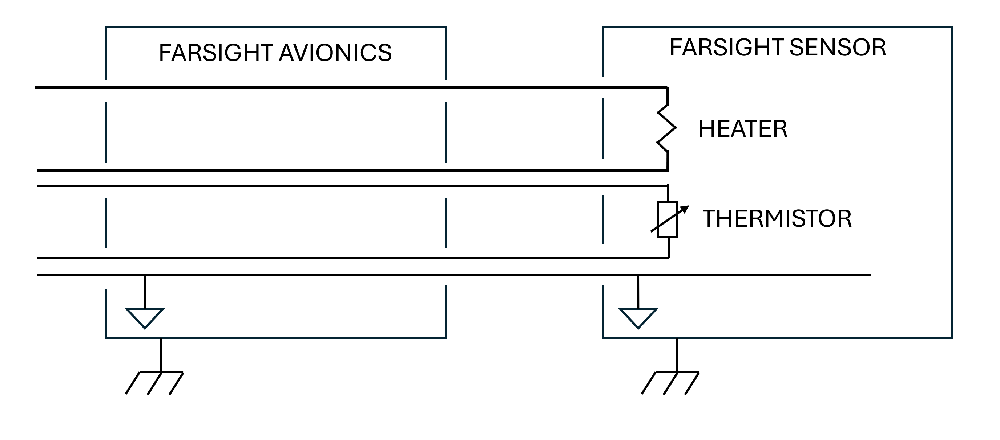 FARSIGHT AVIONICS
FARSIGHT SENSOR
HEATER
THERMISTOR